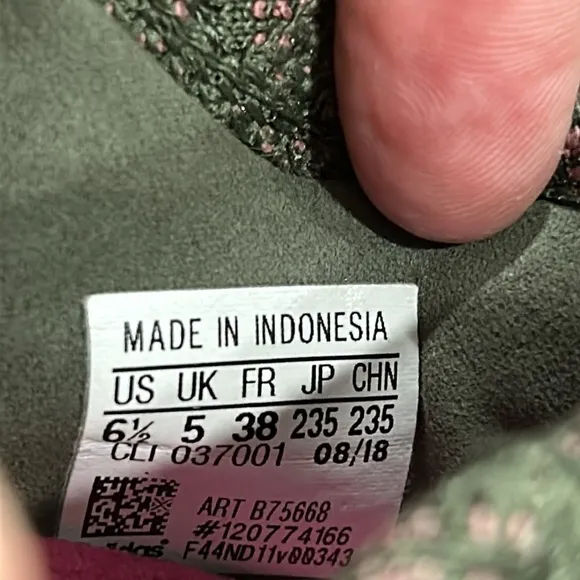 MADE IN INDONESIA
US UK FR JP CHN
6½ 5 38 235 235
CLI 037001 08/18
ART B75668
#120774166
F44ND11v00343